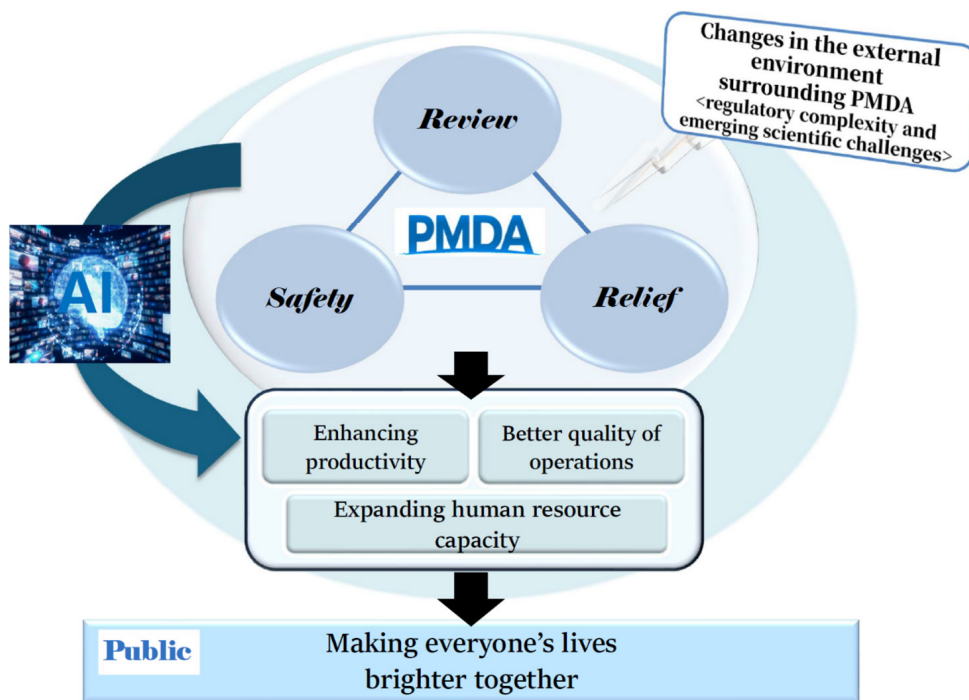 Changes in the external
environment
surrounding PMDA
<regulatory complexity and
emerging scientific challenges>
Review
PMDA
Safety
Relief
AI
Enhancing
productivity
Better quality of
operations
Expanding human resource
capacity
Public
Making everyone's lives
brighter together